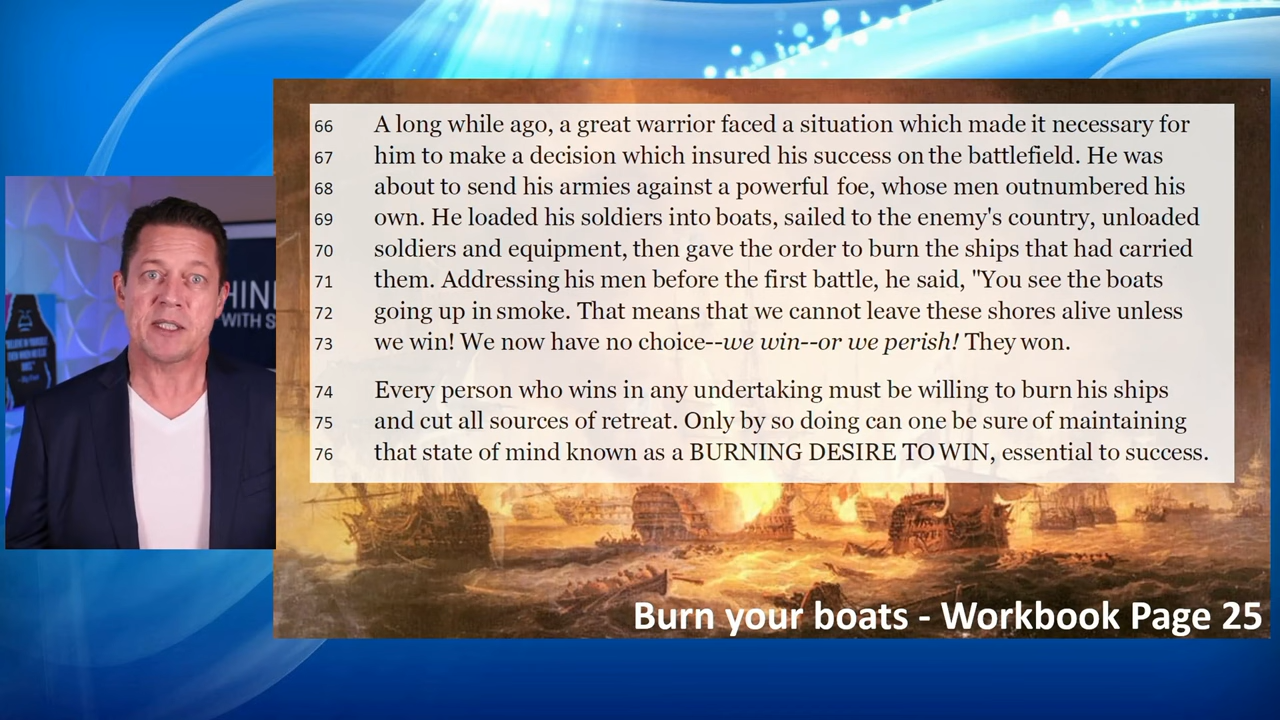 66 A long while ago, a great warrior faced a situation which made it necessary for
67 him to make a decision which insured his success on the battlefield. He was
68 about to send his armies against a powerful foe, whose men outnumbered his
69 own. He loaded his soldiers into boats, sailed to the enemy's country, unloaded
70 soldiers and equipment, then gave the order to burn the ships that had carried
71 them. Addressing his men before the first battle, he said, "You see the boats
72 going up in smoke. That means that we cannot leave these shores alive unless
73 we win! We now have no choice--we win--or we perish! They won.
74 Every person who wins in any undertaking must be willing to burn his ships
75 and cut all sources of retreat. Only by so doing can one be sure of maintaining
76 that state of mind known as a BURNING DESIRE TO WIN, essential to success.
HIN
WITH S
Burn your boats - Workbook Page 25